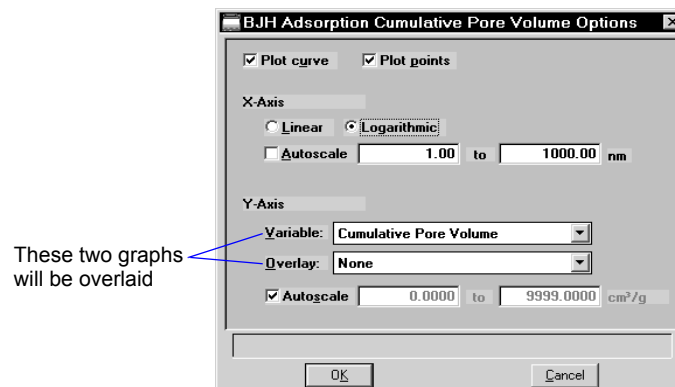 BJH Adsorption Cumulative Pore Volume Options
Plot curve Plot points
X-Axis
Linear Logarithmic
Autoscale 1.00 to 1000.00 nm
Y-Axis
Variable: Cumulative Pore Volume
Overlay: None
Autoscale 0.0000 to 9999.0000 cm³/g
OK Cancel
These two graphs
will be overlaid